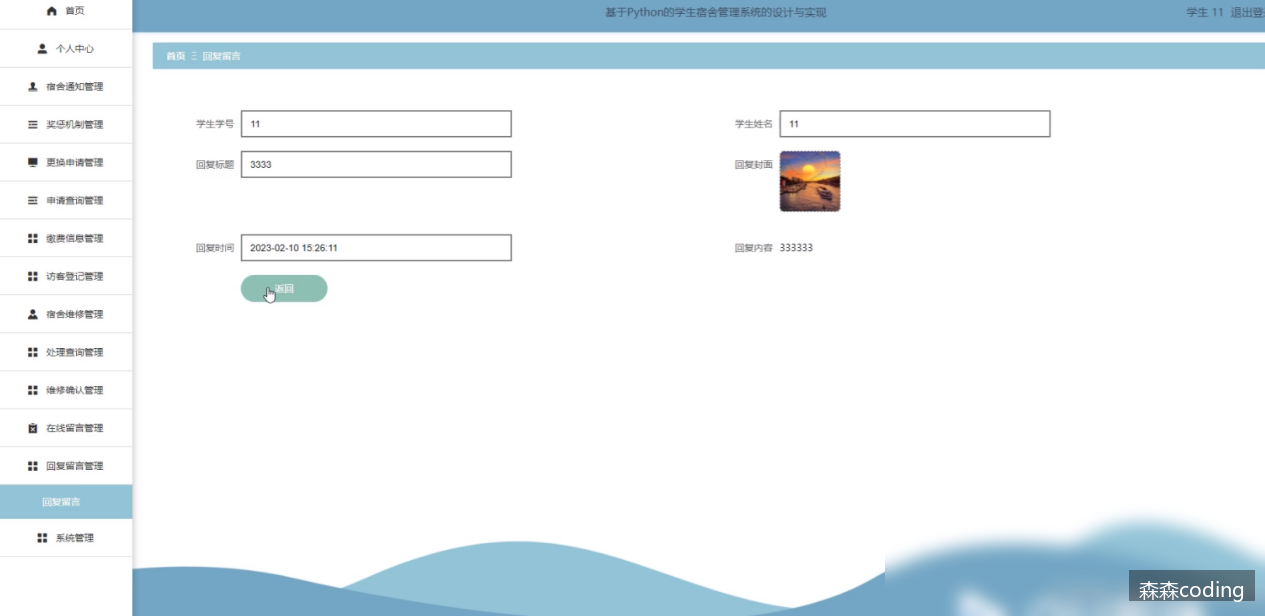 首页
个人中心
宿舍通知管理
奖惩机制管理
更换申请管理
申请查询管理
缴费信息管理
访客登记管理
宿舍维修管理
处理查询管理
维修确认管理
在线留言管理
回复留言管理
回复留言
系统管理
基于Python的学生宿舍管理系统的设计与实现
学生 11 退出登
首页 Ξ 回复留言
学生学号 11
学生姓名 11
回复标题 3333
回复封面
回复时间 2023-02-10 15:26:11
回复内容 333333
返回
森森coding